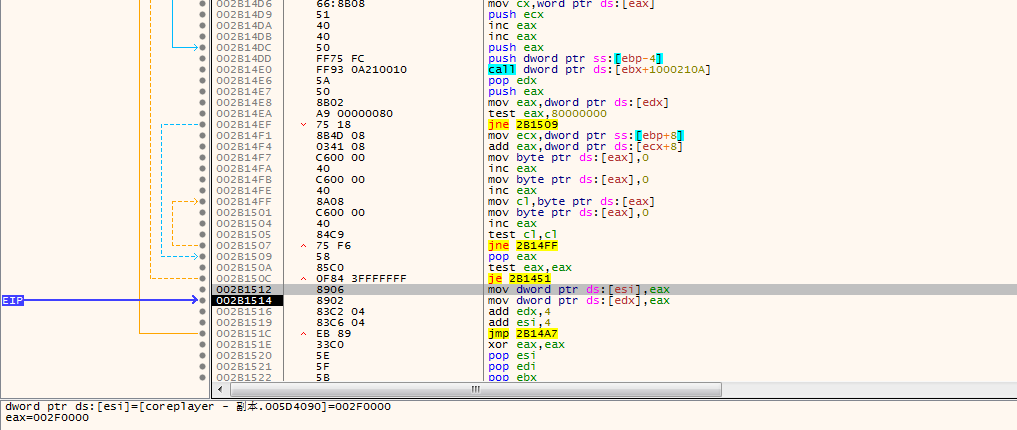 002B14D6 66:8B08 mov cx,word ptr ds:[eax]
002B14D9 51 push ecx
002B14DA 40 inc eax
002B14DB 40 inc eax
002B14DC 50 push eax
002B14DD FF75 FC push dword ptr ss:[ebp-4]
002B14E0 FF93 0A210010 call dword ptr ds:[ebx+1000210A]
002B14E6 5A pop edx
002B14E7 50 push eax
002B14E8 8B02 mov eax,dword ptr ds:[edx]
002B14EA A9 00000080 test eax,80000000
002B14EF 75 18 jne 2B1509
002B14F1 8B4D 08 mov ecx,dword ptr ss:[ebp+8]
002B14F4 0341 08 add eax,dword ptr ds:[ecx+8]
002B14F7 C600 00 mov byte ptr ds:[eax],0
002B14FA 40 inc eax
002B14FB C600 00 mov byte ptr ds:[eax],0
002B14FE 40 inc eax
002B14FF 8A08 mov cl,byte ptr ds:[eax]
002B1501 C600 00 mov byte ptr ds:[eax],0
002B1504 40 inc eax
002B1505 84C9 test cl,cl
002B1507 75 F6 jne 2B14FF
002B1509 58 pop eax
002B150A 85C0 test eax,eax
002B150C 0F84 3FFFFFFF je 2B1451
002B1512 8906 mov dword ptr ds:[esi],eax
EIP 002B1514 8902 mov dword ptr ds:[edx],eax
002B1516 83C2 04 add edx,4
002B1519 83C6 04 add esi,4
002B151C EB 89 jmp 2B14A7
002B151E 33C0 xor eax,eax
002B1520 5E pop esi
002B1521 5F pop edi
002B1522 5B pop ebx
dword ptr ds:[esi]=[coreplayer - 副本.005D4090]=002F0000
eax=002F0000